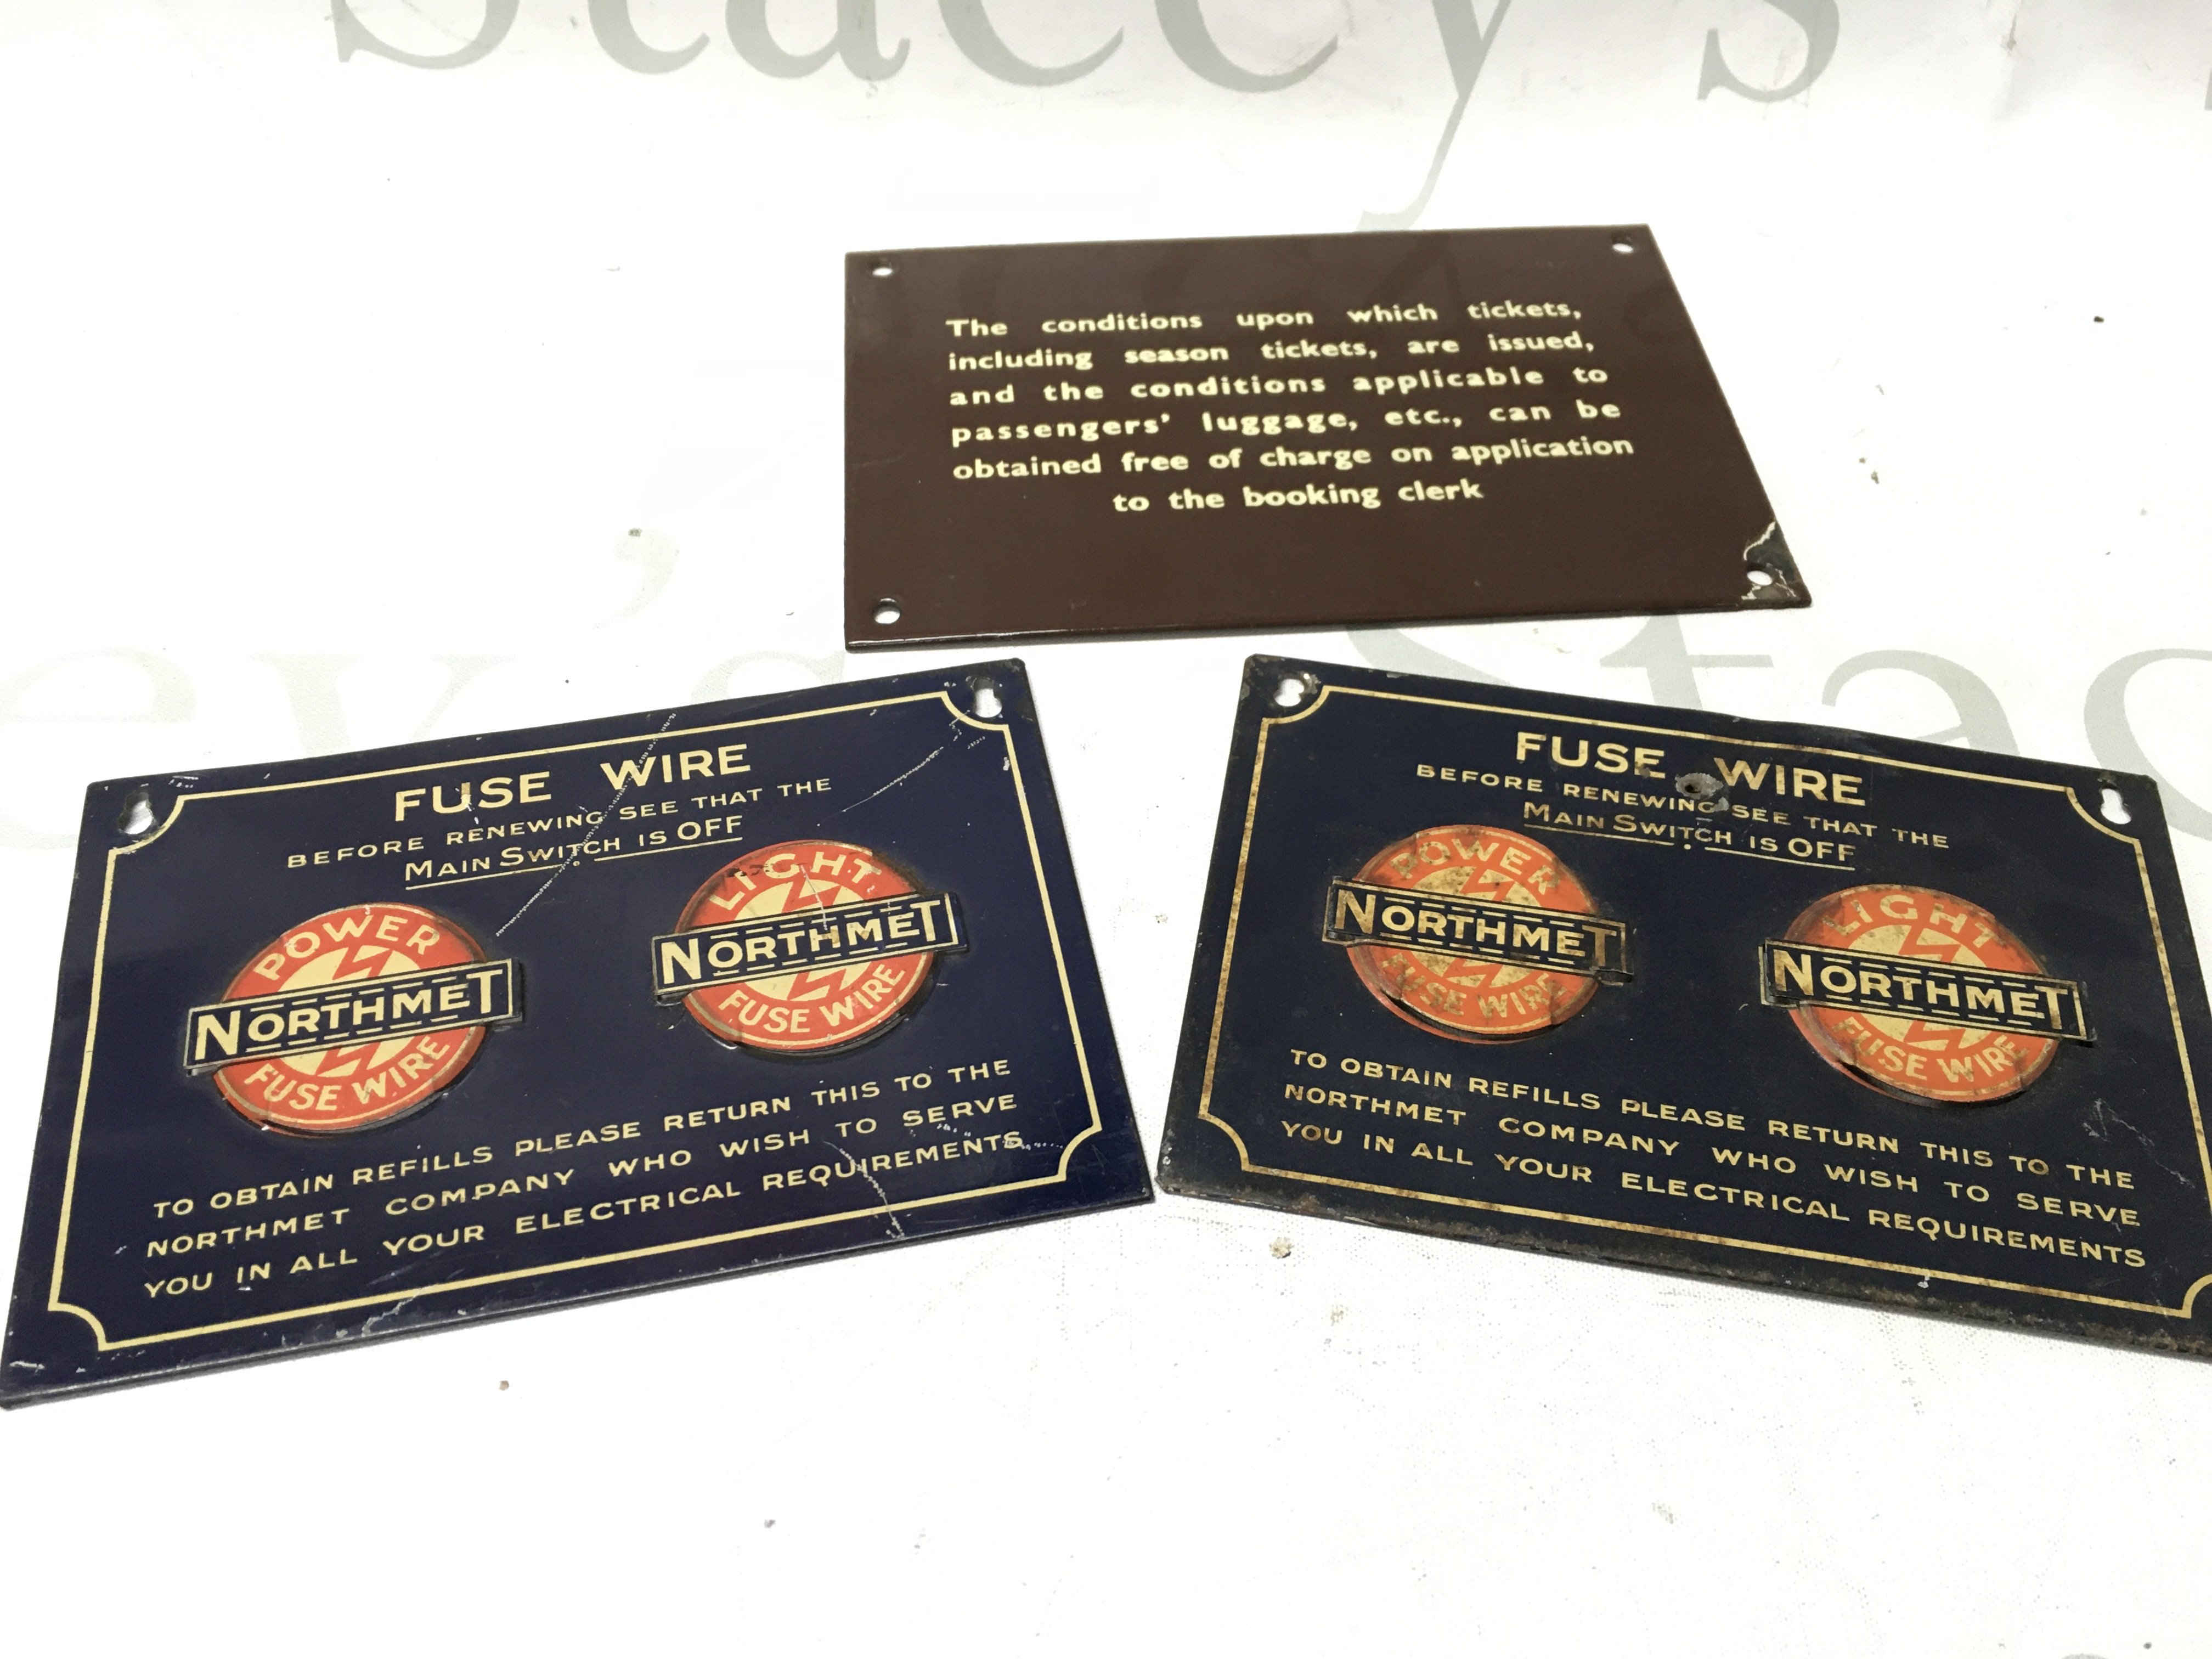 Stacey's
The conditions upon which tickets,
including season tickets, are issued,
and the conditions applicable to
passengers' luggage, etc., can be
obtained free of charge on application
to the booking clerk
ey's Stac
FUSE WIRE
BEFORE RENEWING SEE THAT THE
MAIN SWITCH IS OFF
POWER
NORTHMET
FUSE WIRE
LIGHT
NORTHMET
FUSE WIRE
TO OBTAIN REFILLS PLEASE RETURN THIS TO THE
NORTHMET COMPANY WHO WISH TO SERVE
YOU IN ALL YOUR ELECTRICAL REQUIREMENTS
FUSE WIRE
BEFORE RENEWING SEE THAT THE
MAIN SWITCH IS OFF
POWER
NORTHMET
FUSE WIRE
LIGHT
NORTHMET
FUSE WIRE
TO OBTAIN REFILLS PLEASE RETURN THIS TO THE
NORTHMET COMPANY WHO WISH TO SERVE
YOU IN ALL YOUR ELECTRICAL REQUIREMENTS